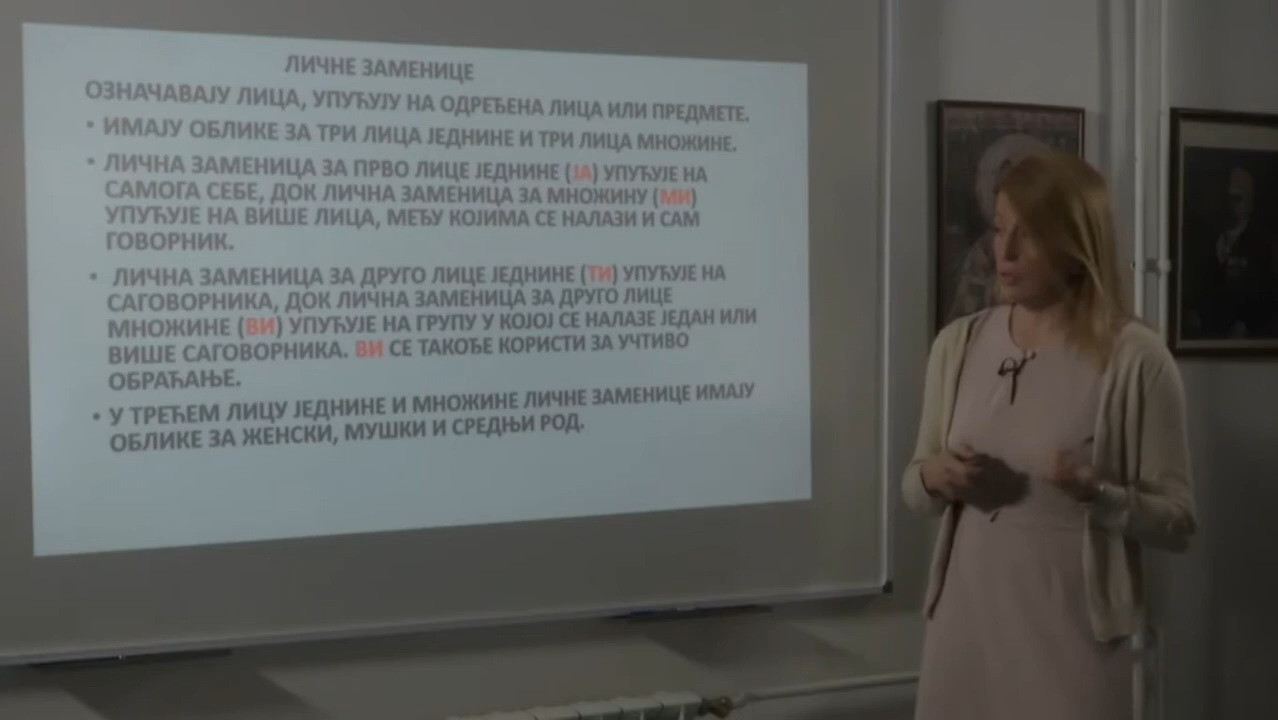 ЛИЧНЕ ЗАМЕНИЦЕ
ОЗНАЧАВАЈУ ЛИЦА, УПУЋУЈУ НА ОДРЕЂЕНА ЛИЦА ИЛИ ПРЕДМЕТЕ.
• ИМАЈУ ОБЛИКЕ ЗА ТРИ ЛИЦА ЈЕДНИНЕ И ТРИ ЛИЦА МНОЖИНЕ.
• ЛИЧНА ЗАМЕНИЦА ЗА ПРВО ЛИЦЕ ЈЕДНИНЕ (ЈА) УПУЋУЈЕ НА
САМОГА СЕБЕ, ДОК ЛИЧНА ЗАМЕНИЦА ЗА МНОЖИНУ (МИ)
УПУЋУЈЕ НА ВИШЕ ЛИЦА, МЕЂУ КОЈИМА СЕ НАЛАЗИ И САМ
ГОВОРНИК.
• ЛИЧНА ЗАМЕНИЦА ЗА ДРУГО ЛИЦЕ ЈЕДНИНЕ (ТИ) УПУЋУЈЕ НА
САГОВОРНИКА, ДОК ЛИЧНА ЗАМЕНИЦА ЗА ДРУГО ЛИЦЕ
МНОЖИНЕ (ВИ) УПУЋУЈЕ НА ГРУПУ У КОЈОЈ СЕ НАЛАЗЕ ЈЕДАН ИЛИ
ВИШЕ САГОВОРНИКА. ВИ СЕ ТАКОЂЕ КОРИСТИ ЗА УЧТИВО
ОБРАЋАЊЕ.
• У ТРЕЋЕМ ЛИЦУ ЈЕДНИНЕ И МНОЖИНЕ ЛИЧНЕ ЗАМЕНИЦЕ ИМАЈУ
ОБЛИКЕ ЗА ЖЕНСКИ, МУШКИ И СРЕДЊИ РОД.